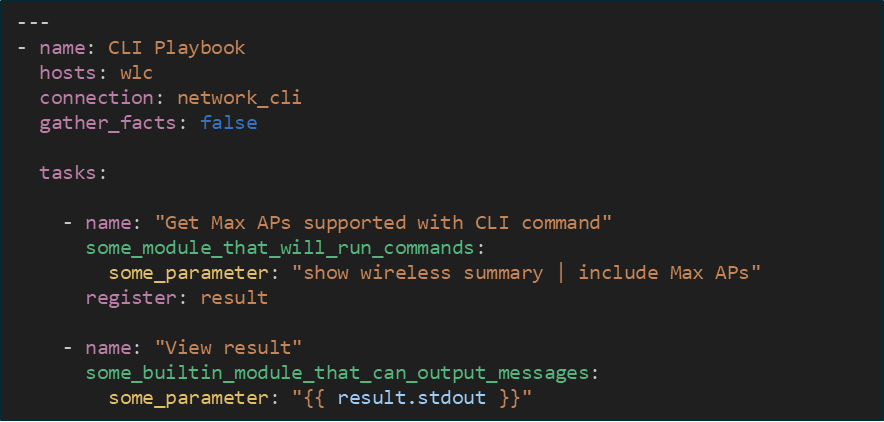 ---
- name: CLI Playbook
  hosts: wlc
  connection: network_cli
  gather_facts: false

  tasks:

    - name: "Get Max APs supported with CLI command"
      some_module_that_will_run_commands:
        some_parameter: "show wireless summary | include Max APs"
      register: result

    - name: "View result"
      some_builtin_module_that_can_output_messages:
        some_parameter: "{{ result.stdout }}"